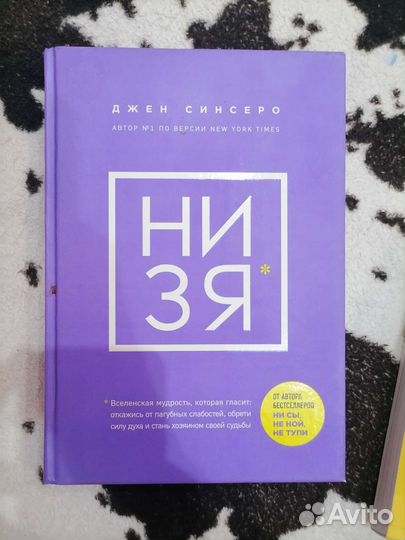 ДЖЕН СИНСЕРО
АВТОР №1 ПО ВЕРСИИ NEW YORK TIMES
НИ
ЗЯ*
* Вселенская мудрость, которая гласит:
откажись от пагубных слабостей, обрети
силу духа и стань хозяином своей судьбы
ОТ АВТОРА
БЕСТСЕЛЛЕРОВ
НИ СЫ,
НЕ НОЙ,
НЕ ТУПИ
Avito